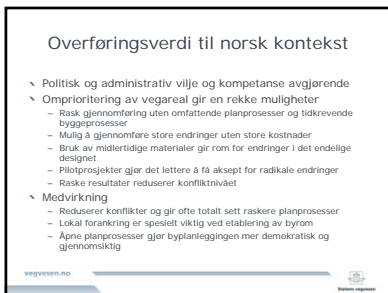 Overføringsverdi til norsk kontekst
Politisk og administrativ vilje og kompetanse avgjørende
Omprioritering av vegareal gir en rekke muligheter
– Rask gjennomføring uten omfattende planprosesser og tidkrevende
byggeprosesser
– Mulig å gjennomføre store endringer uten store kostnader
– Bruk av midlertidige materialer gir rom for endringer i det endelige
designet
– Pilotprosjekter gjør det lettere å få aksept for radikale endringer
– Raske resultater reduserer konfliktnivået
Medvirkning
– Reduserer konflikter og gir ofte totalt sett raskere planprosesser
– Lokal forankring er spesielt viktig ved etablering av byrom
– Åpne planprosesser gjør byplanleggingen mer demokratisk og
gjennomsiktig
vegvesen.no
Statens vegvesen